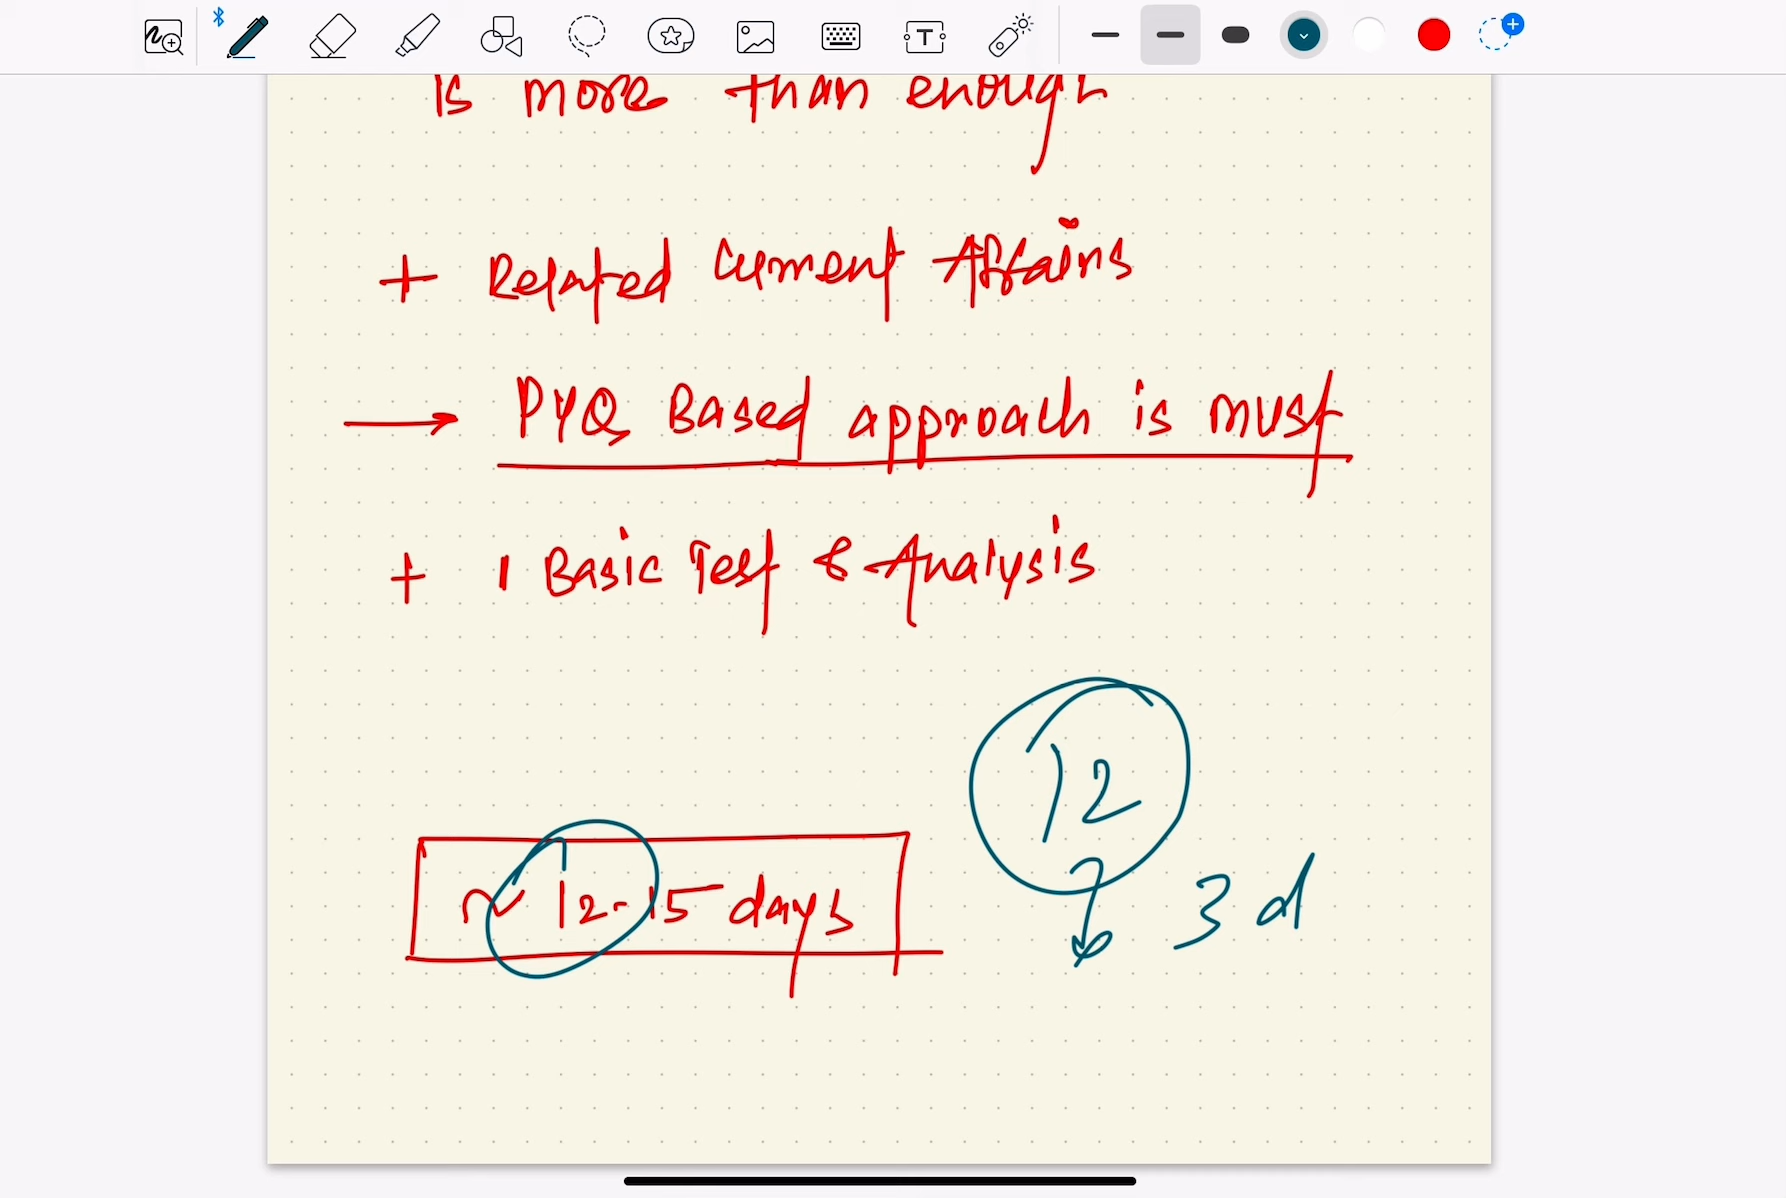 is more than enough
+ Related Current Affairs
→ PYQ Based approach is must
+ 1 Basic Test & Analysis
12
~ 12-15 days
3 d